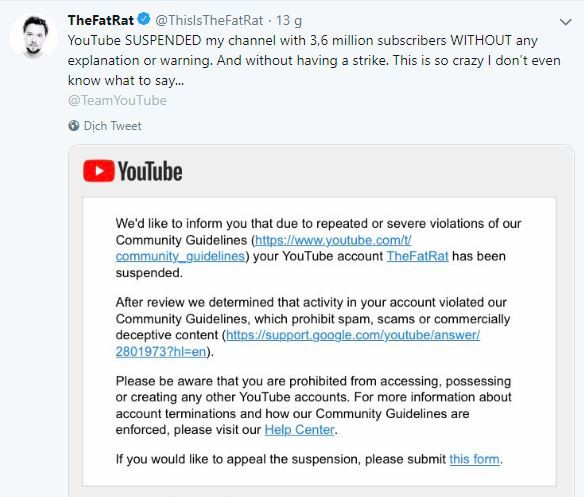 TheFatRat @ThisIsTheFatRat · 13 g
YouTube SUSPENDED my channel with 3,6 million subscribers WITHOUT any
explanation or warning. And without having a strike. This is so crazy I don't even
know what to say...
@TeamYouTube
Dịch Tweet
YouTube
We'd like to inform you that due to repeated or severe violations of our
Community Guidelines (https://www.youtube.com/t/
community_guidelines) your YouTube account TheFatRat has been
suspended.
After review we determined that activity in your account violated our
Community Guidelines, which prohibit spam, scams or commercially
deceptive content (https://support.google.com/youtube/answer/
2801973?hl=en).
Please be aware that you are prohibited from accessing, possessing
or creating any other YouTube accounts. For more information about
account terminations and how our Community Guidelines are
enforced, please visit our Help Center.
If you would like to appeal the suspension, please submit this form.